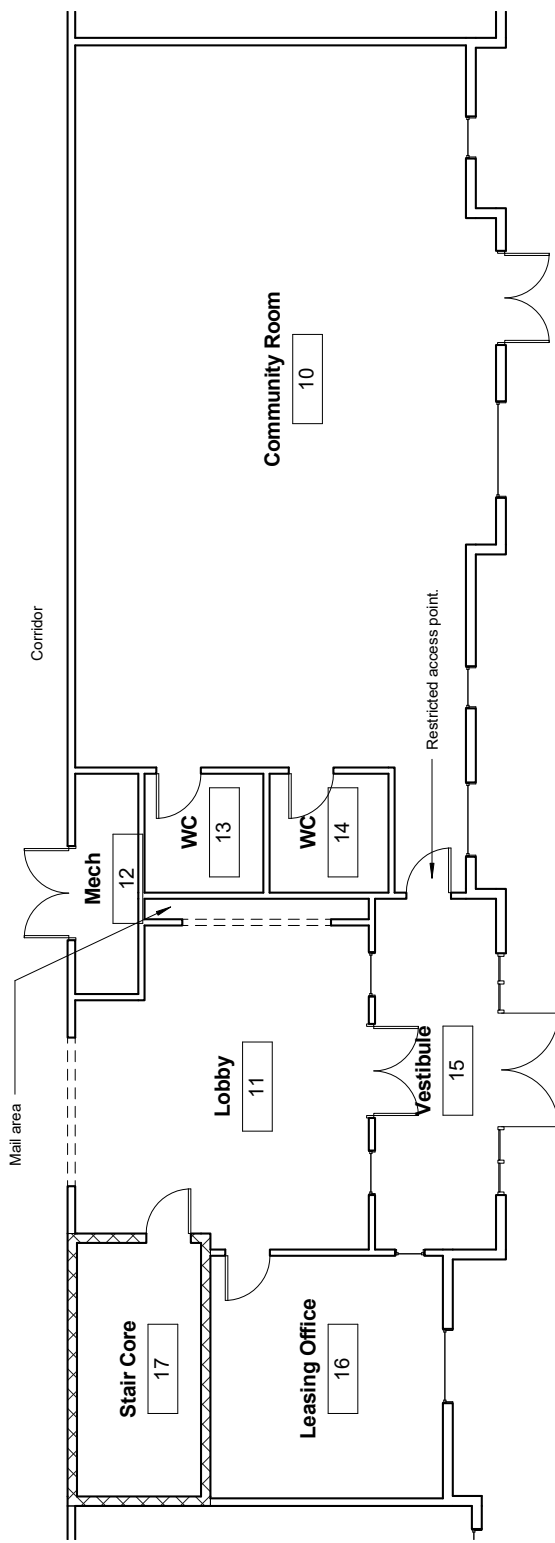 Mail area
Corridor
Stair Core
17
Lobby
11
Mech
12
WC
13
WC
14
Community Room
10
Leasing Office
16
Vestibule
15
Restricted access point.